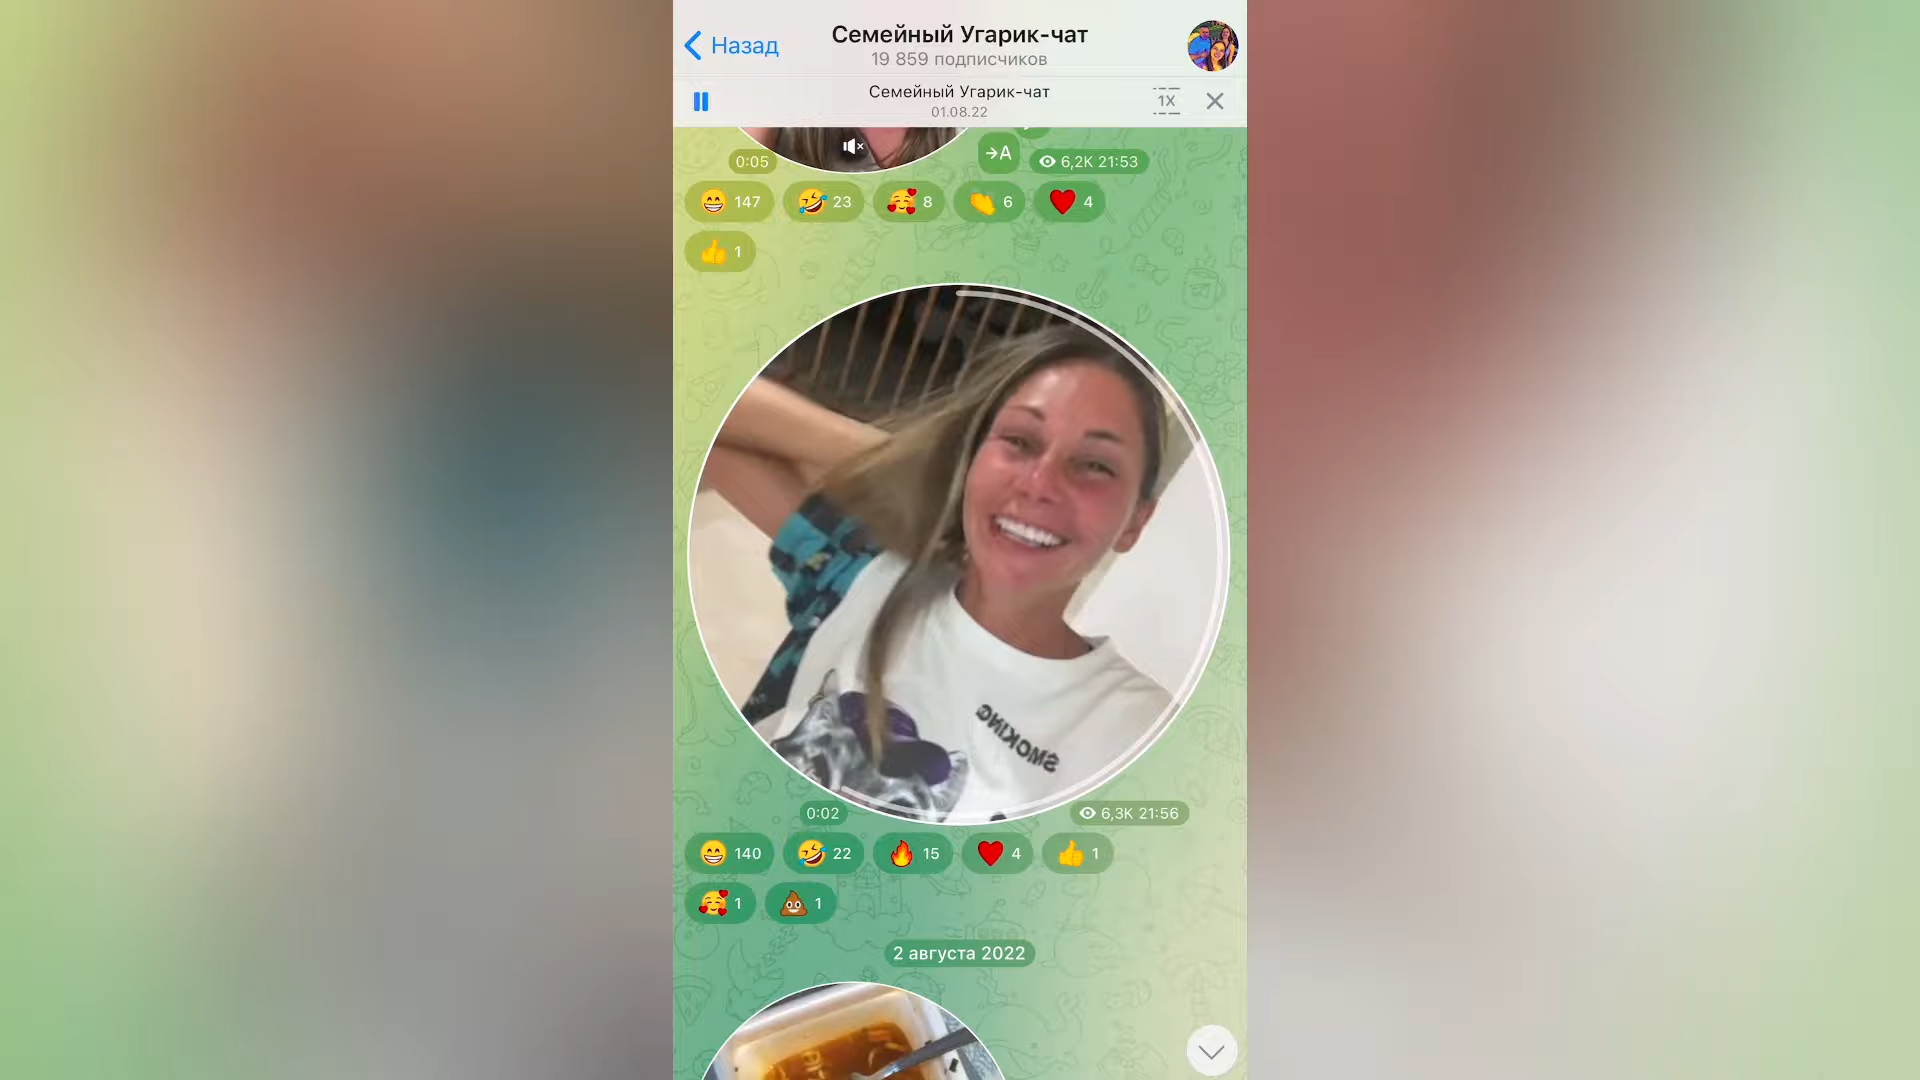 Назад
Семейный Угарик-чат
19 859 подписчиков
Семейный Угарик-чат
01.08.22
1X
0:05
→A
6,2K 21:53
147
23
8
6
4
1
SMOKING
0:02
6,3K 21:56
140
22
15
4
1
1
1
2 августа 2022